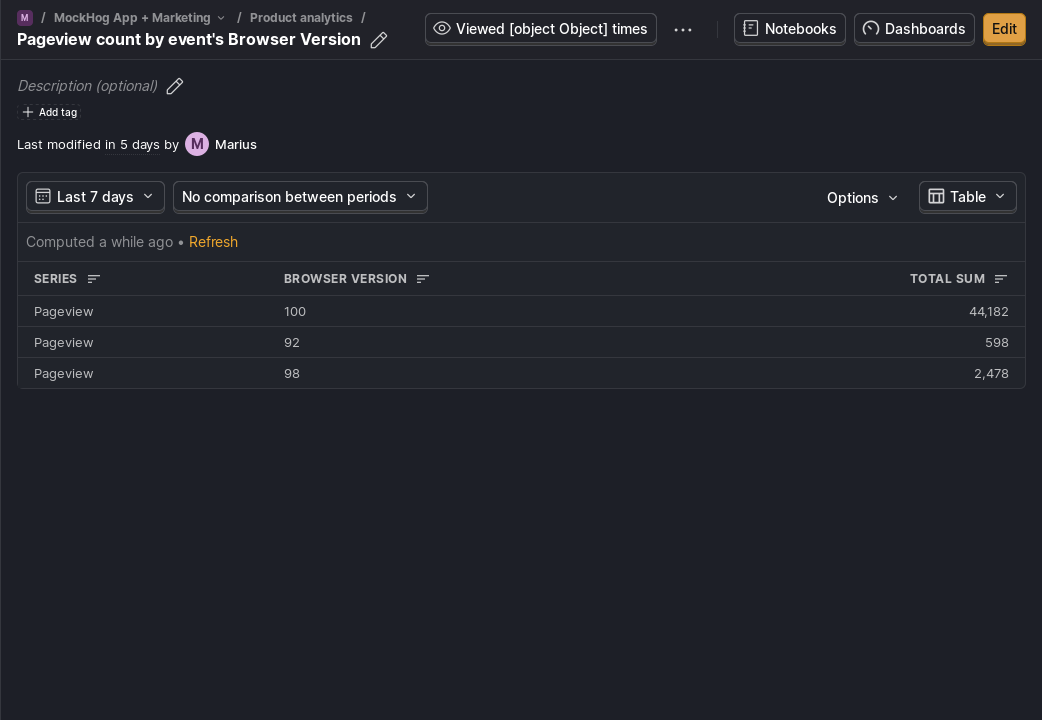 M / MockHog App + Marketing / Product analytics /
Pageview count by event's Browser Version
Viewed [object Object] times
Notebooks
Dashboards
Edit
Description (optional)
Add tag
Last modified in 5 days by M Marius
Last 7 days
No comparison between periods
Options
Table
Computed a while ago • Refresh
SERIES BROWSER VERSION TOTAL SUM
Pageview 100 44,182
Pageview 92 598
Pageview 98 2,478